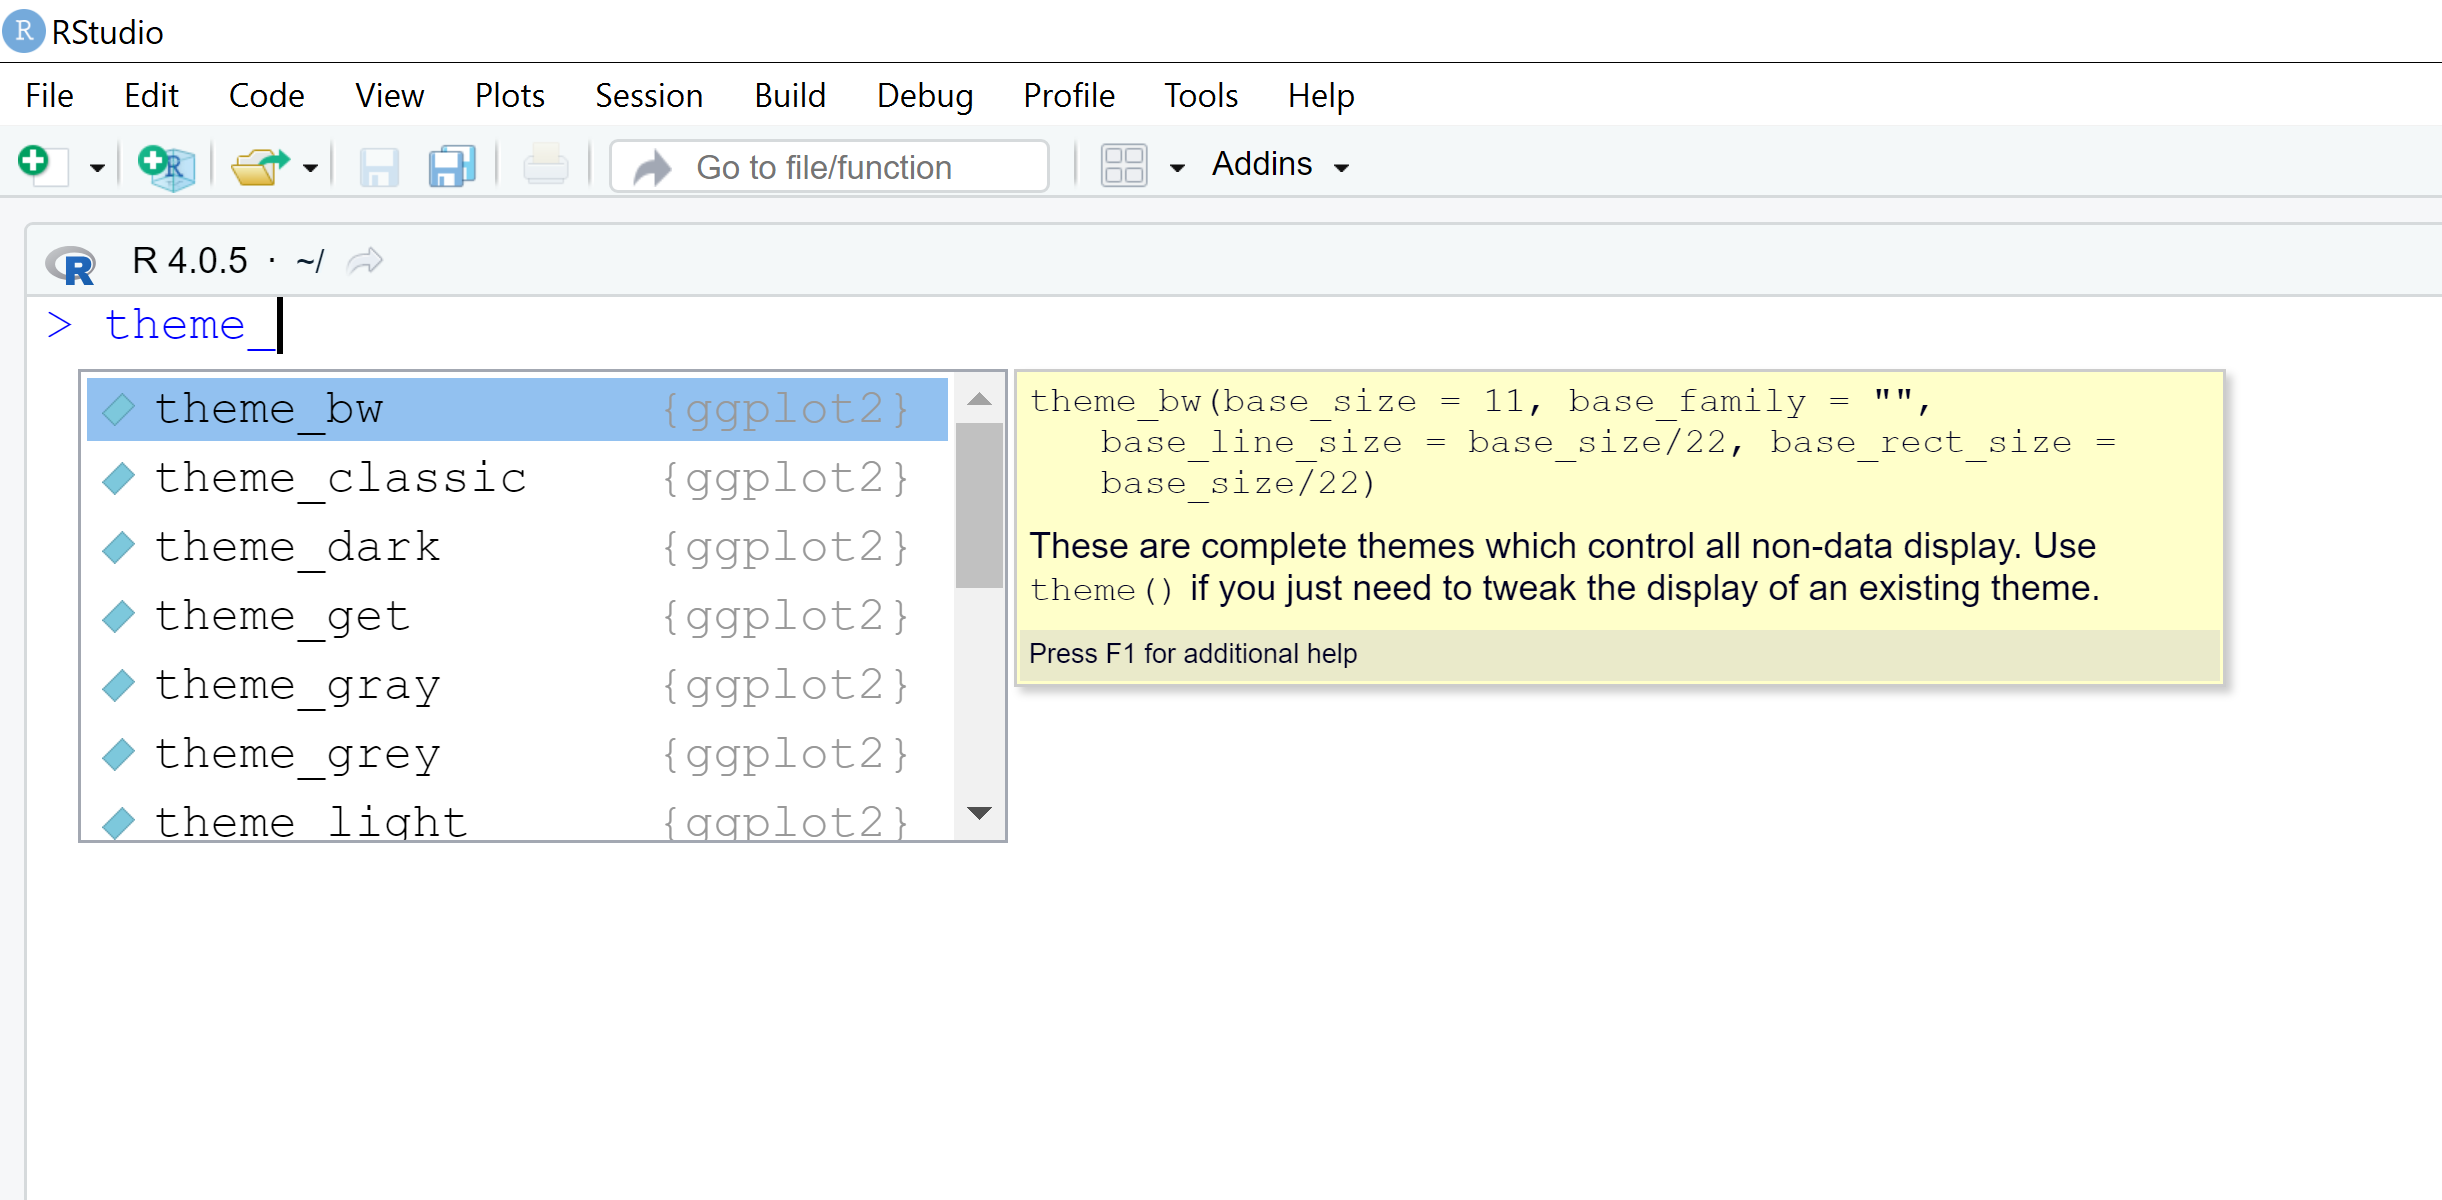 R RStudio
File Edit Code View Plots Session Build Debug Profile Tools Help
R Go to file/function Addins
R R 4.0.5 · ~/
> theme_
theme_bw {ggplot2}
theme_classic {ggplot2}
theme_dark {ggplot2}
theme_get {ggplot2}
theme_gray {ggplot2}
theme_grey {ggplot2}
theme_light {ggplot2}
theme_bw(base_size = 11, base_family = "",
base_line_size = base_size/22, base_rect_size =
base_size/22)
These are complete themes which control all non-data display. Use
theme() if you just need to tweak the display of an existing theme.
Press F1 for additional help